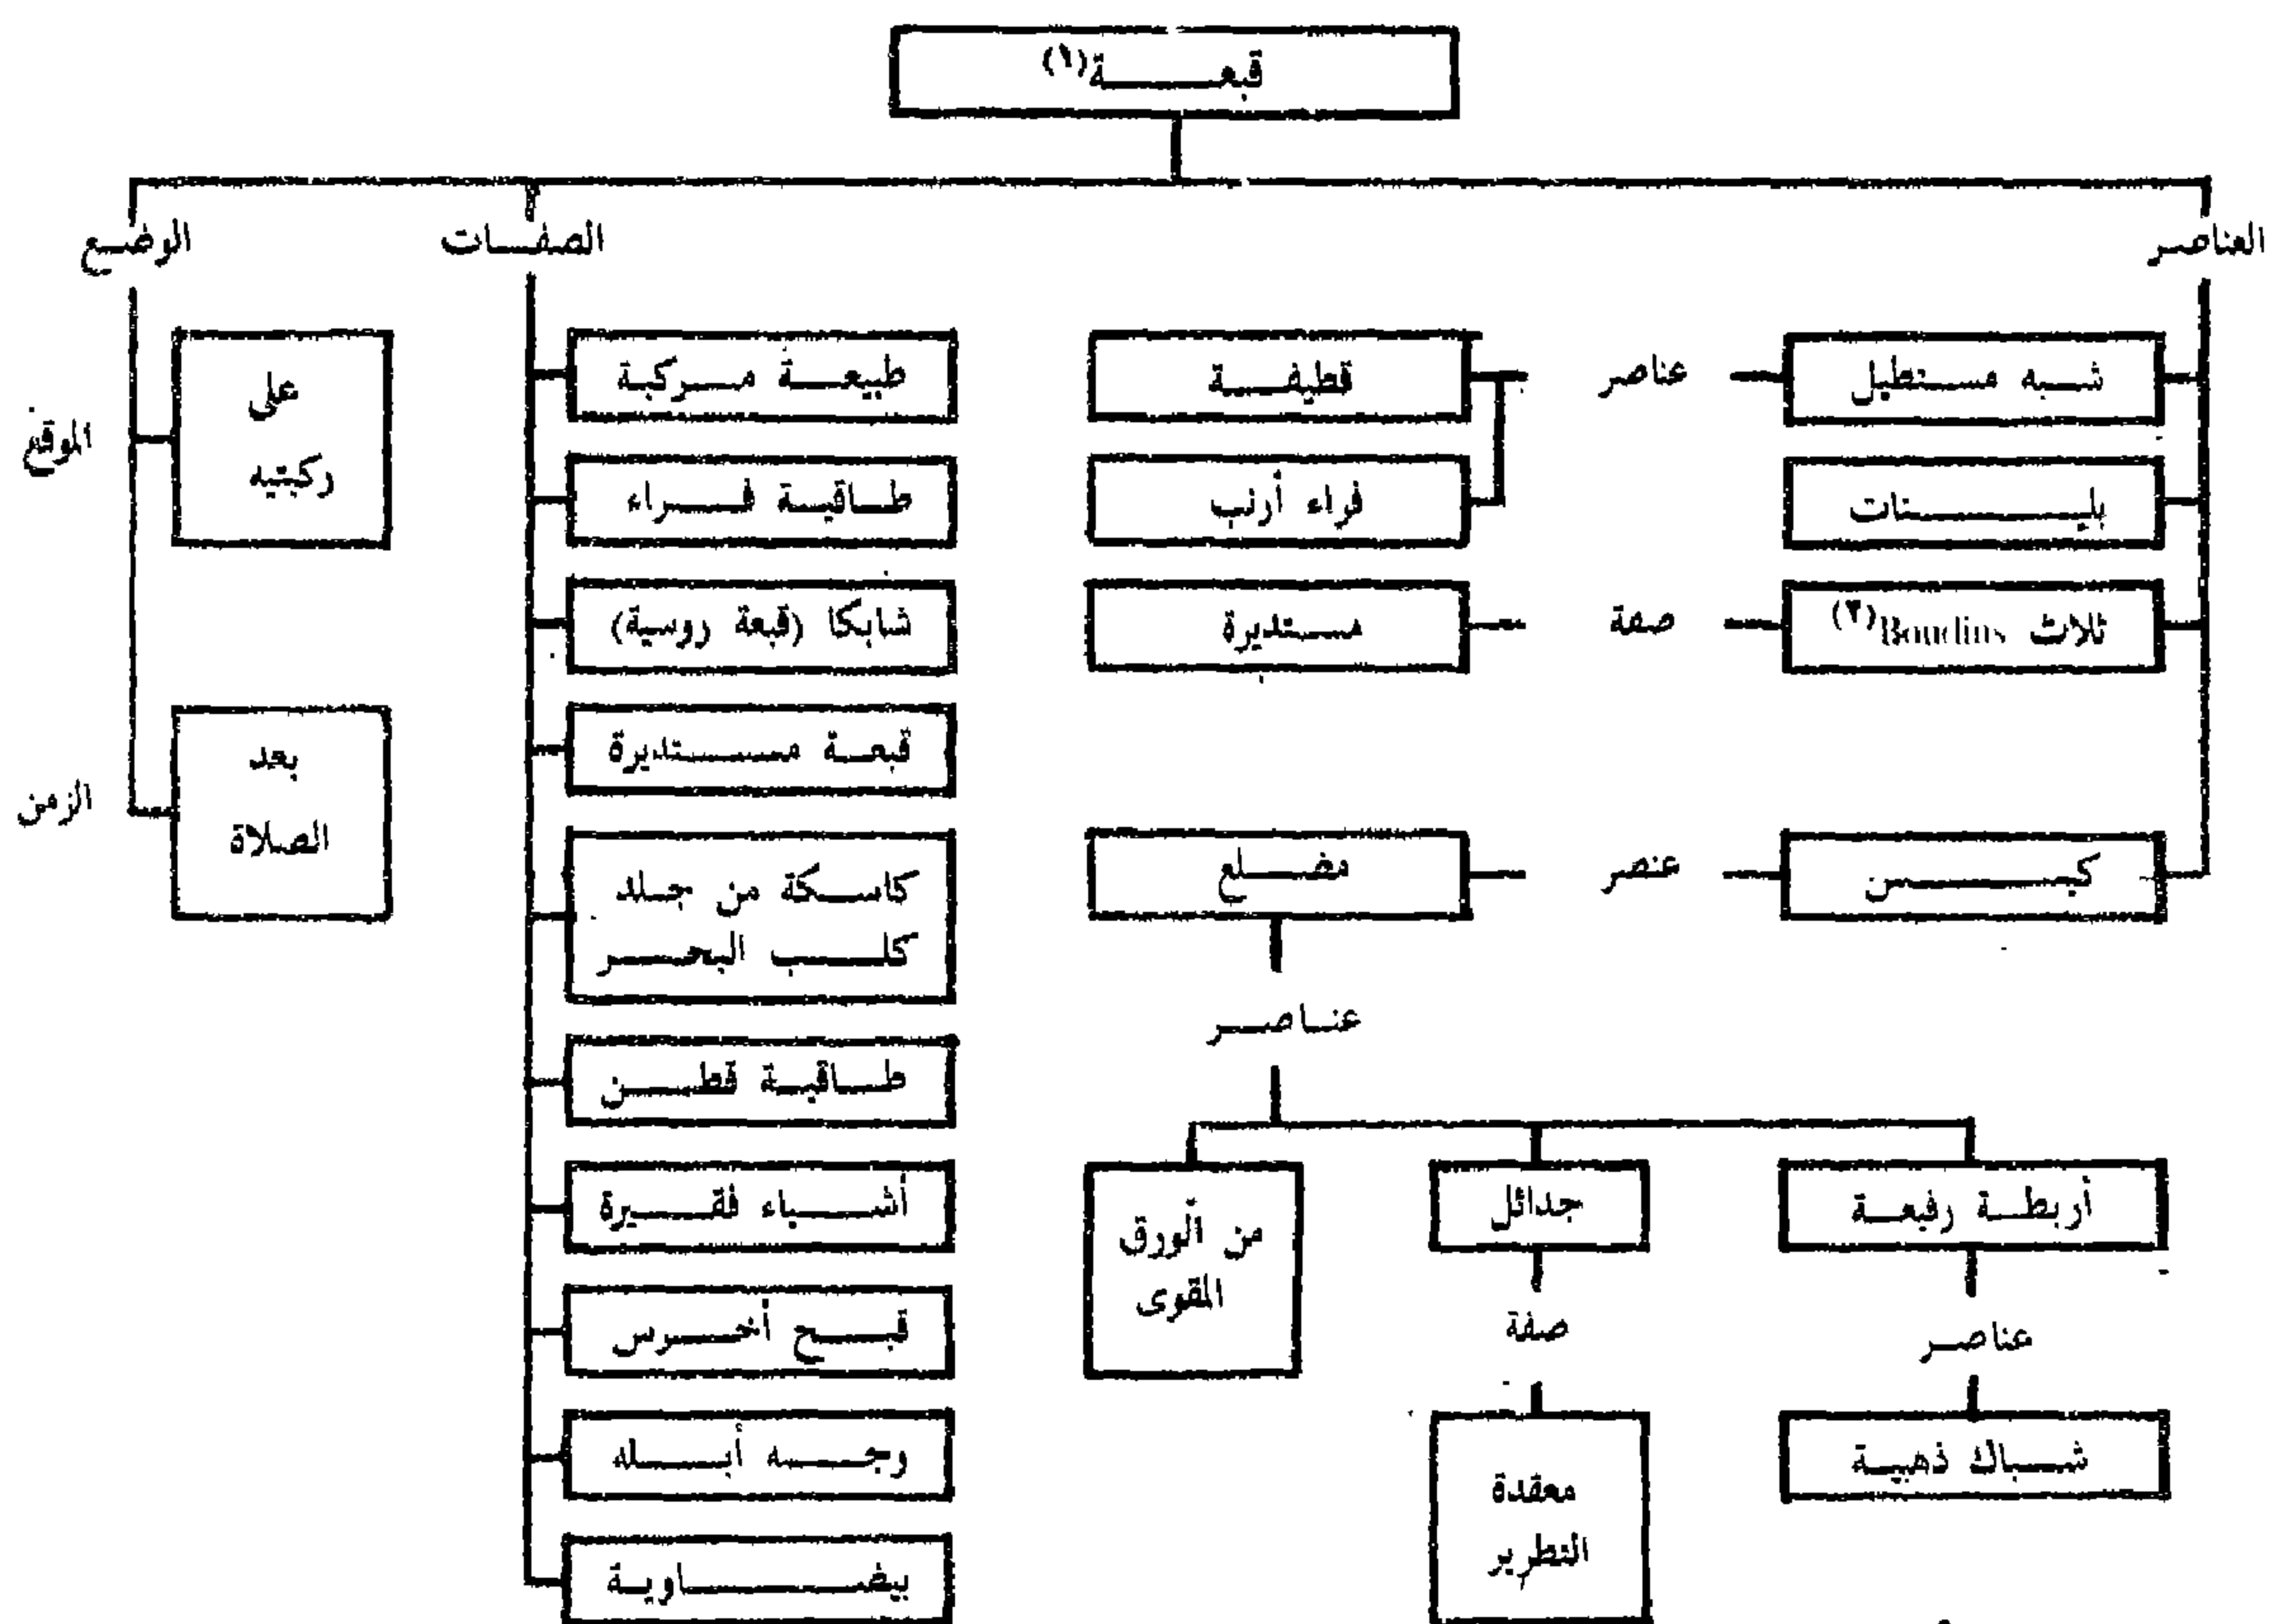 قبعة(١)
العناصر
الصفات
الوضع
شبه مستطيل
عناصر
قطيفة
فراء أرنب
بليتات
ثلاث Boudins(٢)
صفة
مستديرة
كيس
عنصر
مضلع
عناصر
أربطة رفيعة
جدائل
من الورق
المقوى
عناصر
صفة
شباك ذهبية
معقدة
التطرير
طبيعة مركبة
طاقية فراء
شابكا (قبعة روسية)
قبعة مستديرة
كاسكة من جلد
كلب البحر
طاقية قطن
أشياء فقيرة
قبح أخرس
وجه أبله
بيضاوية
على
ركبتيه
الموقع
بعد
الصلاة
الزمن